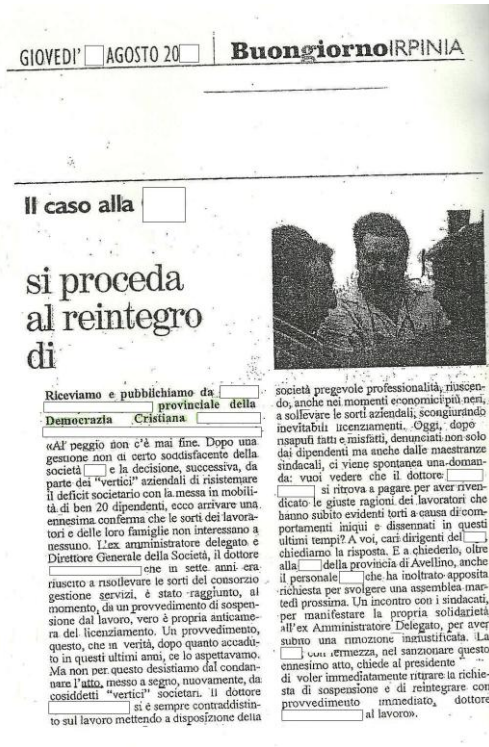 GIOVEDI' AGOSTO 20
BuongiornoIRPINIA
Il caso alla
si proceda
al reintegro
di
Riceviamo e pubblichiamo da
provinciale della
Democrazia Cristiana
«Al peggio non c'è mai fine. Dopo una
gestione non di certo soddisfacente della
società e la decisione, successiva, da
parte dei "vertici" aziendali di risistemare
il deficit societario con la messa in mobili-
tà di ben 20 dipendenti, ecco arrivare una
ennesima conferma che le sorti dei lavora-
tori e delle loro famiglie non interessano a
nessuno. L'ex amministratore delegato e
Direttore Generale della Società, il dottore
che in sette anni era
riuscito a risollevare le sorti del consorzio
gestione servizi, è stato raggiunto, al
momento, da un provvedimento di sospen-
sione dal lavoro, vero è propria anticame-
ra del licenziamento. Un provvedimento,
questo, che in verità, dopo quanto accadu-
to in questi ultimi anni, ce lo aspettavamo.
Ma non per questo desistiamo dal condan-
nare l'atto, messo a segno, nuovamente, da
cosiddetti "vertici" societari. Il dottore
si è sempre contraddistin-
to sul lavoro mettendo a disposizione della
società pregevole professionalità, riuscen-
do, anche nei momenti economici più neri,
a sollevare le sorti aziendali, scongiurando
inevitabili licenziamenti. Oggi, dopo
risaputi fatti e misfatti, denunciati non solo
dai dipendenti ma anche dalle maestranze
sindacali, ci viene spontanea una doman-
da: vuoi vedere che il dottore
si ritrova a pagare per aver riven-
dicato le giuste ragioni dei lavoratori che
hanno subito evidenti torti a causa di com-
portamenti iniqui e dissennati in questi
ultimi tempi? A voi, cari dirigenti del
chiediamo la risposta. E a chiederlo, oltre
alla della provincia di Avellino, anche
il personale che ha inoltrato apposita
richiesta per svolgere una assemblea mar-
tedì prossima. Un incontro con i sindacati,
per manifestare la propria solidarietà
all'ex Amministratore Delegato, per aver
subito una rimozione ingiustificata. La
con fermezza, nel sanzionare questo
ennesimo atto, chiede al presidente
di voler immediatamente ritirare la richie-
sta di sospensione e di reintegrare con
provvedimento immediato, dottore
al lavoro».